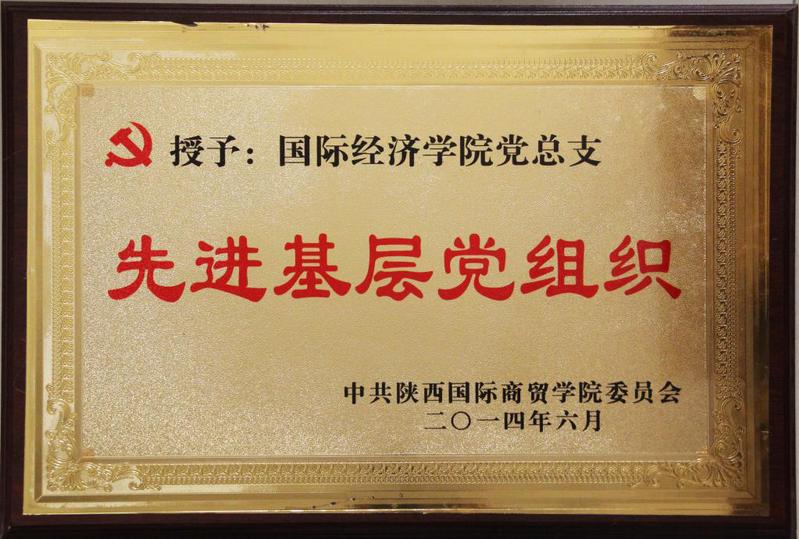 授予：国际经济学院党总支
先进基层党组织
中共陕西国际商贸学院委员会
二〇一四年六月